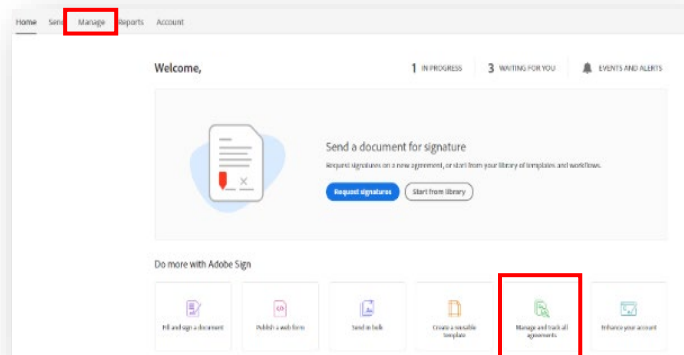 Home Send Manage Reports Account
Welcome,
1 IN PROGRESS 3 WAITING FOR YOU EVENTS AND ALERTS
Send a document for signature
Request signatures on a new agreement, or start from your library of templates and workflows.
Request signatures Start from library
Do more with Adobe Sign
Fill and sign a document
Publish a web form
Send in bulk
Create a reusable
template
Manage and track all
agreements
Enhance your account